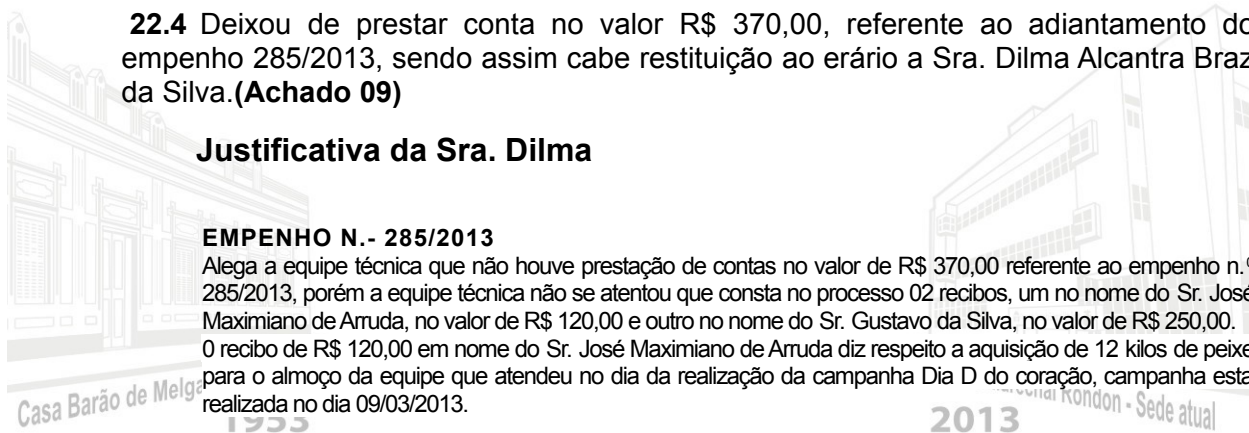 22.4 Deixou de prestar conta no valor R$ 370,00, referente ao adiantamento do
empenho 285/2013, sendo assim cabe restituição ao erário a Sra. Dilma Alcantra Braz
da Silva.(Achado 09)
Justificativa da Sra. Dilma
EMPENHO N.- 285/2013
Alega a equipe técnica que não houve prestação de contas no valor de R$ 370,00 referente ao empenho n.º
285/2013, porém a equipe técnica não se atentou que consta no processo 02 recibos, um no nome do Sr. José
Maximiano de Arruda, no valor de R$ 120,00 e outro no nome do Sr. Gustavo da Silva, no valor de R$ 250,00.
0 recibo de R$ 120,00 em nome do Sr. José Maximiano de Arruda diz respeito a aquisição de 12 kilos de peixe
para o almoço da equipe que atendeu no dia da realização da campanha Dia D do coração, campanha esta
realizada no dia 09/03/2013.
Casa Barão de Melga
1953
2013
Rondon - Sede atual